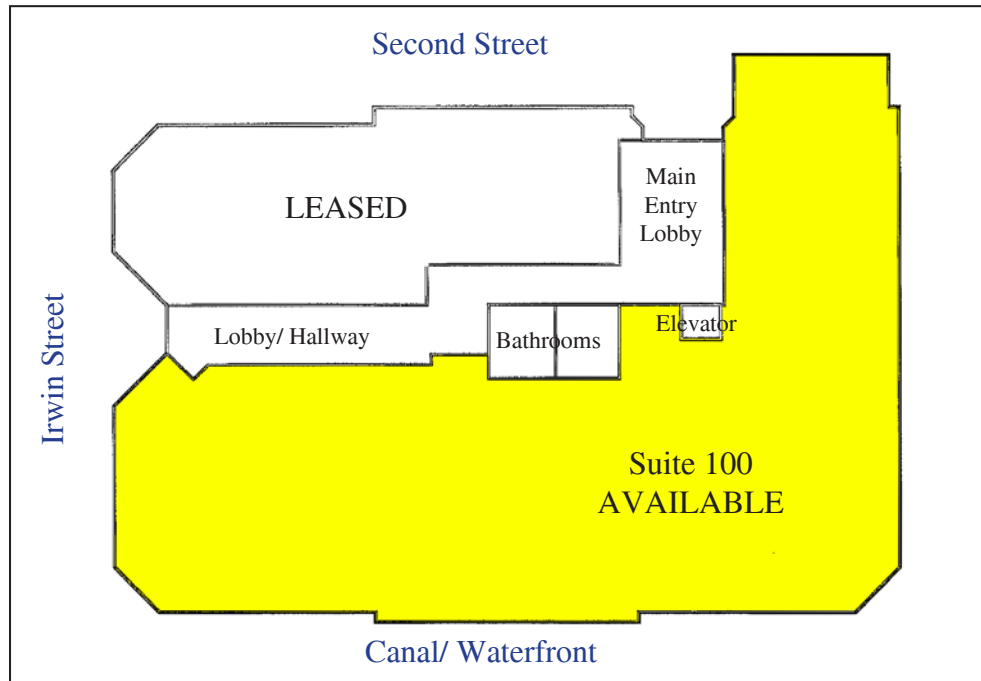 Second Street
Main
Entry
Lobby
LEASED
Elevator
Lobby/ Hallway
Bathrooms
Irwin Street
Suite 100
AVAILABLE
Canal/ Waterfront